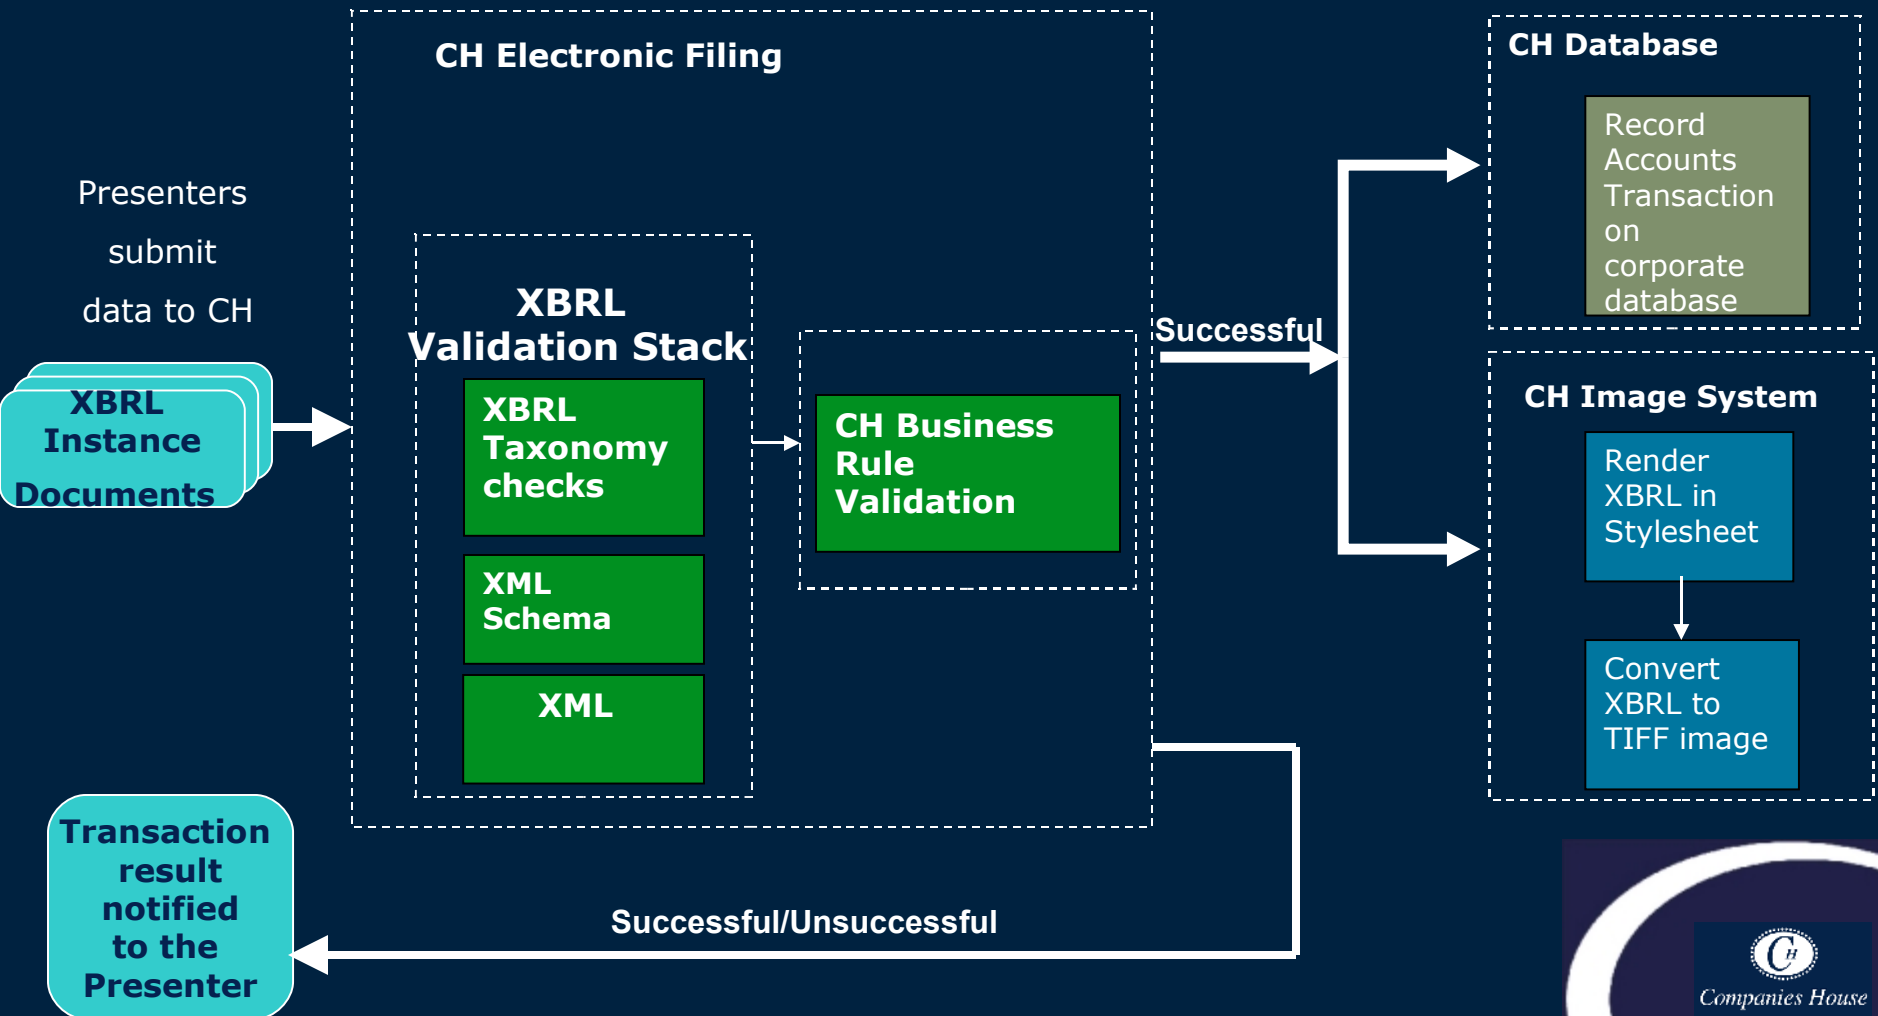 Presenters
submit
data to CH
XBRL
Instance
Documents
CH Electronic Filing
XBRL
Validation Stack
XBRL
Taxonomy
checks
XML
Schema
XML
CH Business
Rule
Validation
Successful
CH Database
Record
Accounts
Transaction
on
corporate
database
CH Image System
Render
XBRL in
Stylesheet
Convert
XBRL to
TIFF image
Successful/Unsuccessful
Transaction
result
notified
to the
Presenter
CH
Companies House